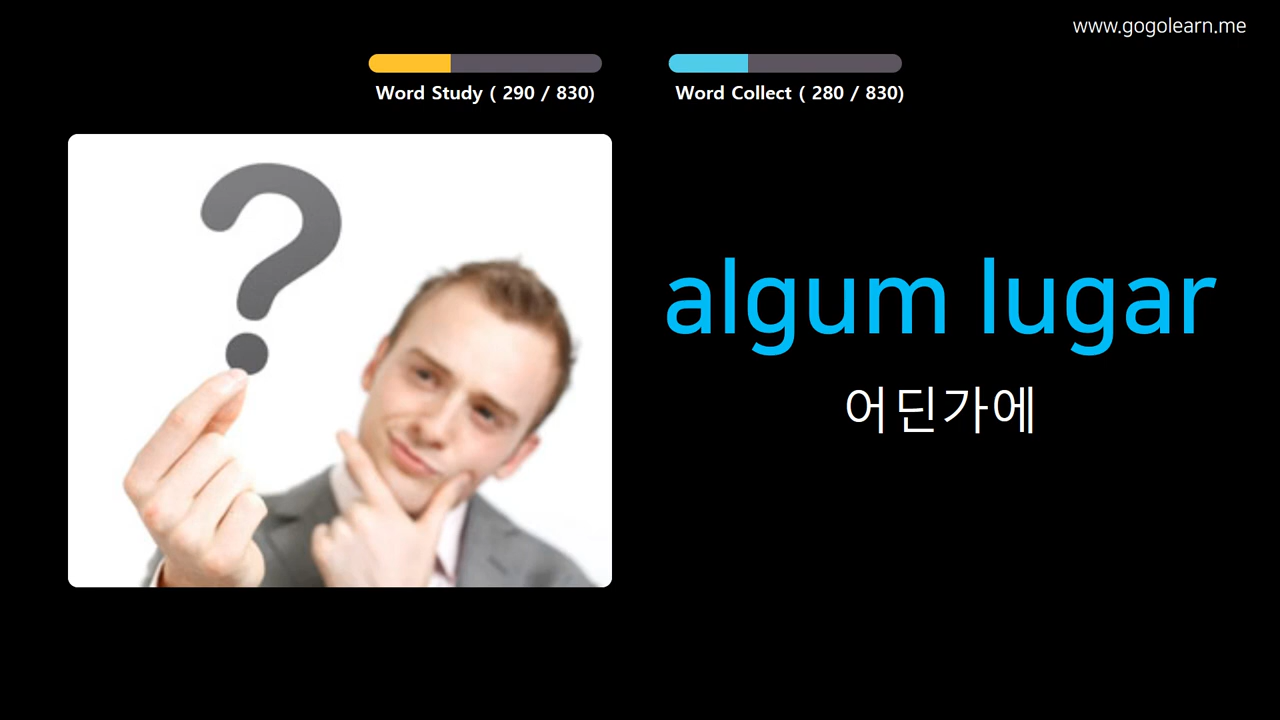 www.gogolearn.me
Word Study ( 290 / 830)
Word Collect ( 280 / 830)
?
algum lugar
어딘가에